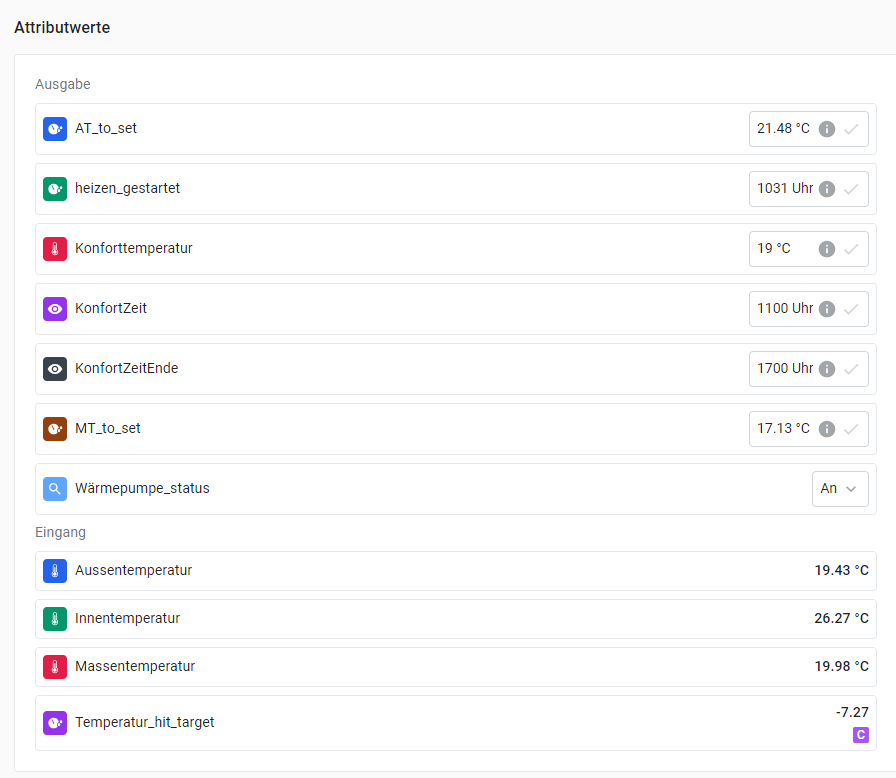 Attributwerte
Ausgabe
AT_to_set 21.48 °C
heizen_gestartet 1031 Uhr
Konforttemperatur 19 °C
KonfortZeit 1100 Uhr
KonfortZeitEnde 1700 Uhr
MT_to_set 17.13 °C
Wärmepumpe_status An
Eingang
Aussentemperatur 19.43 °C
Innentemperatur 26.27 °C
Massentemperatur 19.98 °C
Temperatur_hit_target -7.27
C